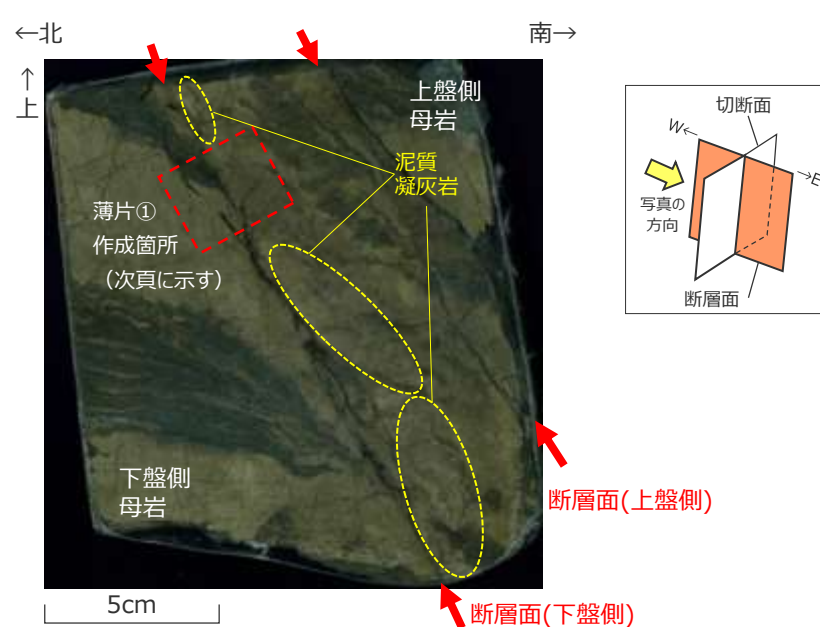 ←北
南→
↑
上
上盤側
母岩
泥質
凝灰岩
薄片①
作成箇所
（次頁に示す）
下盤側
母岩
断層面(上盤側)
断層面(下盤側)
5cm
切断面
W←
→E
写真の
方向
断層面